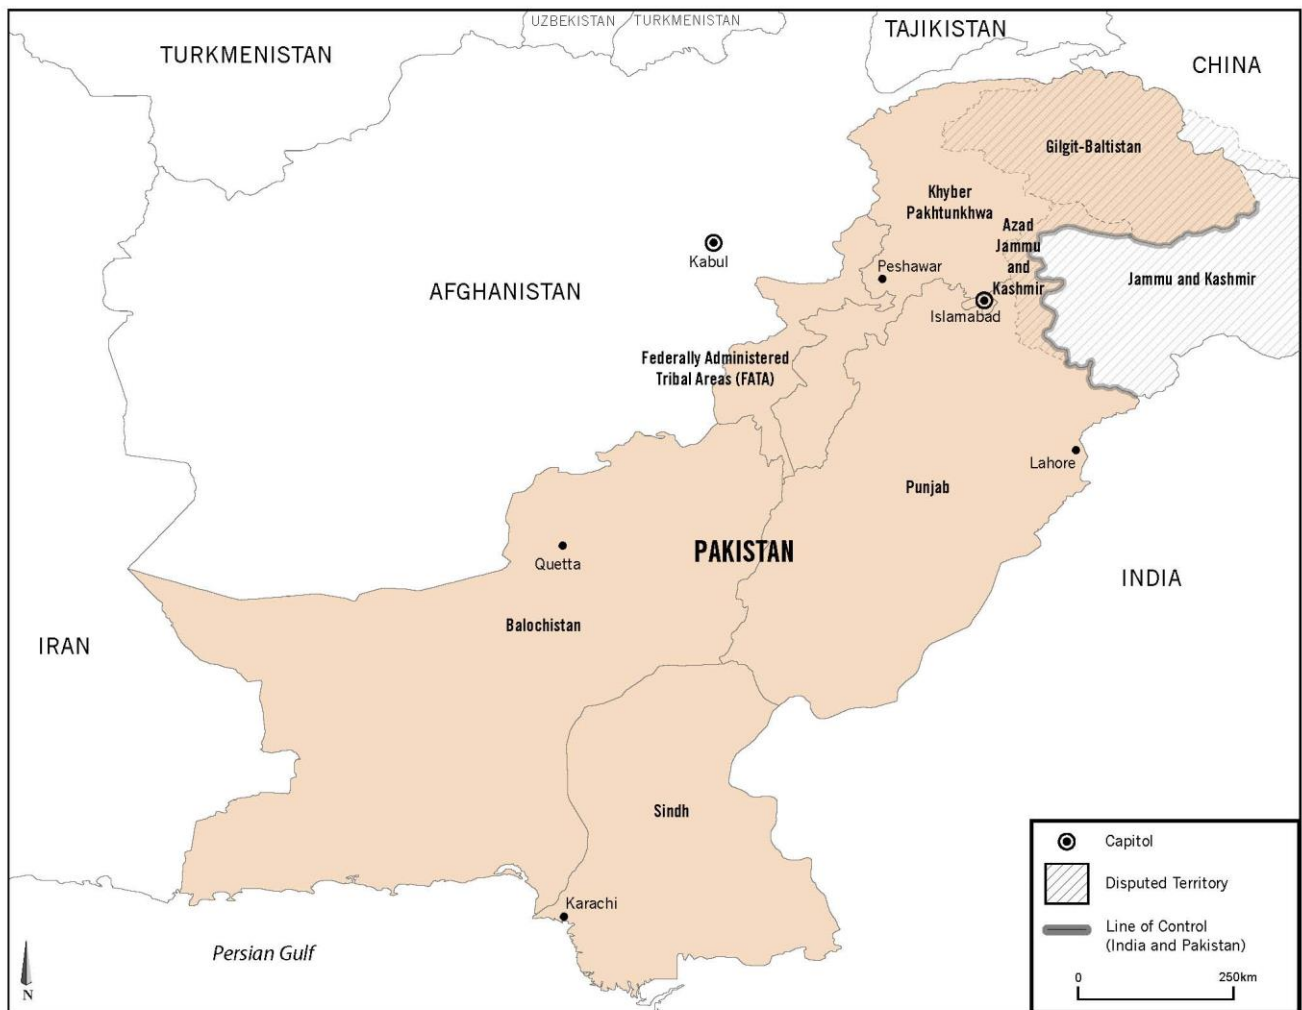 UZBEKISTAN
TURKMENISTAN
TAJIKISTAN
TURKMENISTAN
CHINA
Gilgit-Baltistan
Khyber
Pakhtunkhwa
Azad
Jammu
and
Kashmir
Kabul
Peshawar
Jammu and Kashmir
AFGHANISTAN
Islamabad
Federally Administered
Tribal Areas (FATA)
Lahore
Punjab
PAKISTAN
Quetta
INDIA
Balochistan
IRAN
Sindh
Karachi
Persian Gulf
N
Capitol
Disputed Territory
Line of Control
(India and Pakistan)
0 250km